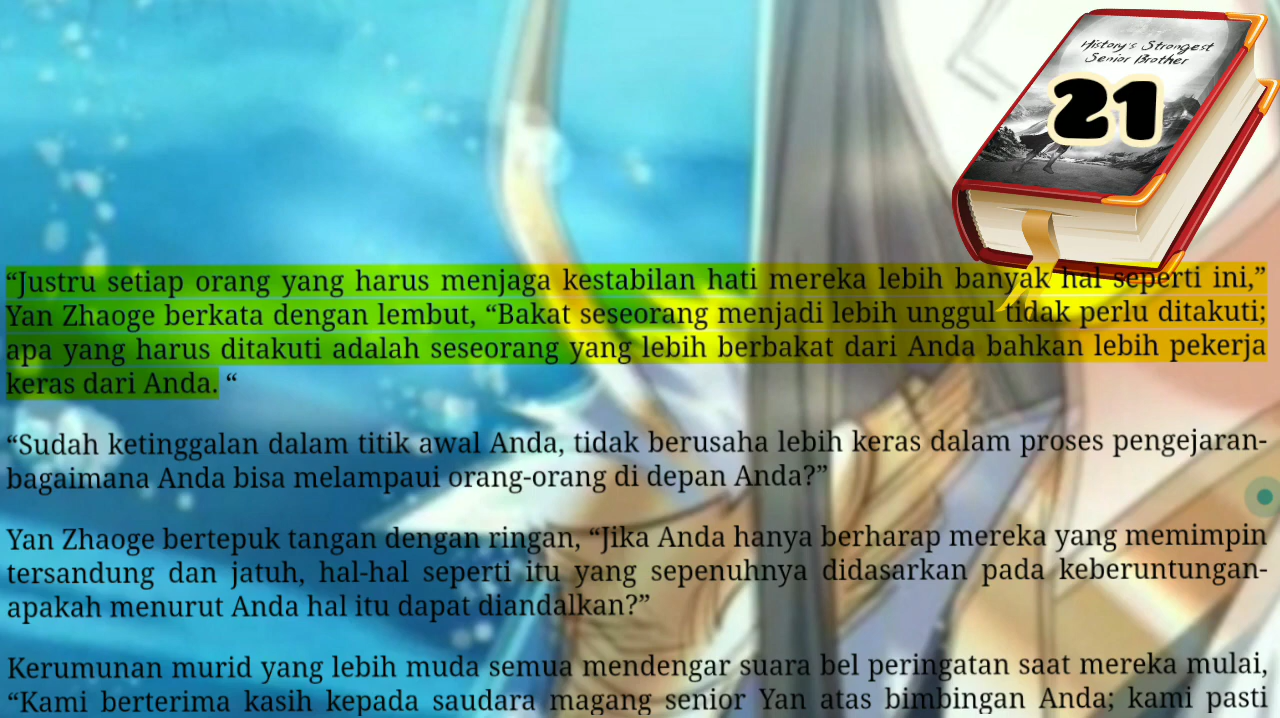 History's Strongest
Senior Brother
21
“Justru setiap orang yang harus menjaga kestabilan hati mereka lebih banyak hal seperti ini,”
Yan Zhaoge berkata dengan lembut, “Bakat seseorang menjadi lebih unggul tidak perlu ditakuti;
apa yang harus ditakuti adalah seseorang yang lebih berbakat dari Anda bahkan lebih pekerja
keras dari Anda. “
“Sudah ketinggalan dalam titik awal Anda, tidak berusaha lebih keras dalam proses pengejaran-
bagaimana Anda bisa melampaui orang-orang di depan Anda?”
Yan Zhaoge bertepuk tangan dengan ringan, “Jika Anda hanya berharap mereka yang memimpin
tersandung dan jatuh, hal-hal seperti itu yang sepenuhnya didasarkan pada keberuntungan-
apakah menurut Anda hal itu dapat diandalkan?”
Kerumunan murid yang lebih muda semua mendengar suara bel peringatan saat mereka mulai,
“Kami berterima kasih kepada saudara magang senior Yan atas bimbingan Anda; kami pasti